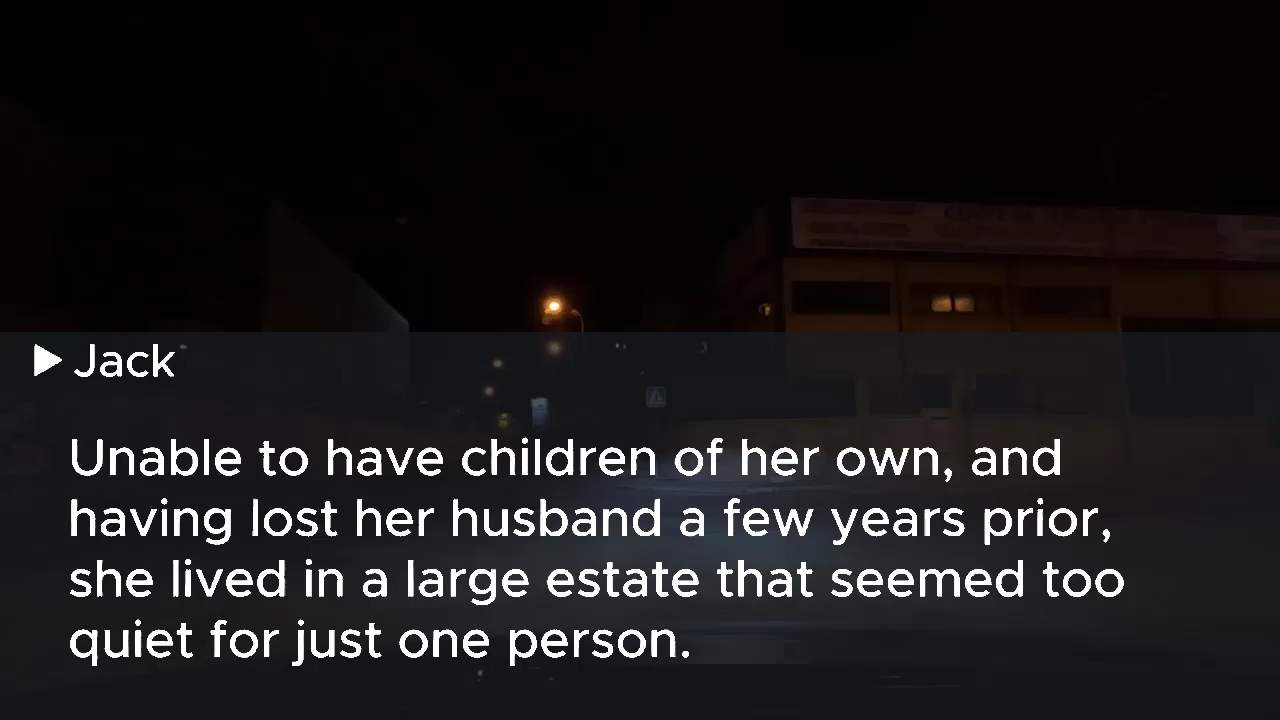 Jack
Unable to have children of her own, and
having lost her husband a few years prior,
she lived in a large estate that seemed too
quiet for just one person.